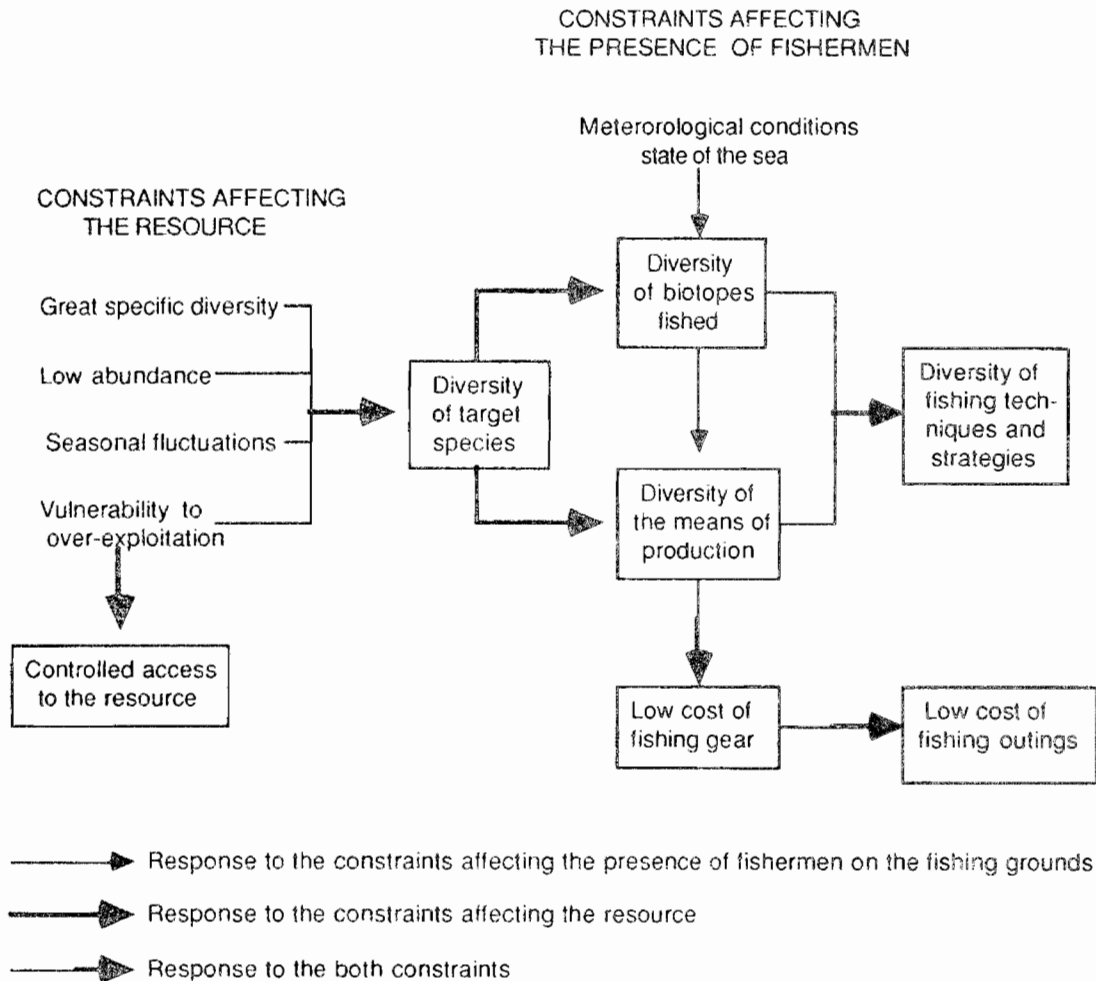 CONSTRAINTS AFFECTING
THE PRESENCE OF FISHERMEN
Meterorological conditions
state of the sea
CONSTRAINTS AFFECTING
THE RESOURCE
Great specific diversity
Low abundance
Seasonal fluctuations
Vulnerability to
over-exploitation
Controlled access
to the resource
Diversity
of target
species
Diversity
of biotopes
fished
Diversity of
the means of
production
Diversity of
fishing tech-
niques and
strategies
Low cost of
fishing gear
Low cost of
fishing outings
Response to the constraints affecting the presence of fishermen on the fishing grounds
Response to the constraints affecting the resource
Response to the both constraints